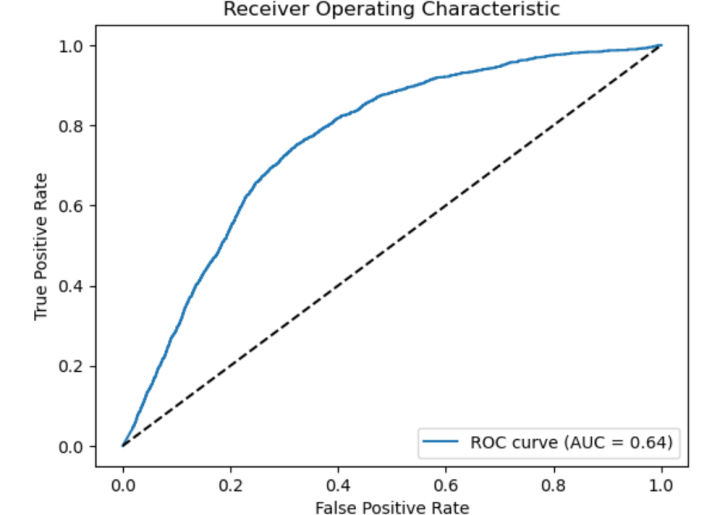 Receiver Operating Characteristic
1.0
0.8
0.6
0.4
0.2
0.0
True Positive Rate
ROC curve (AUC = 0.64)
0.0 0.2 0.4 0.6 0.8 1.0
False Positive Rate